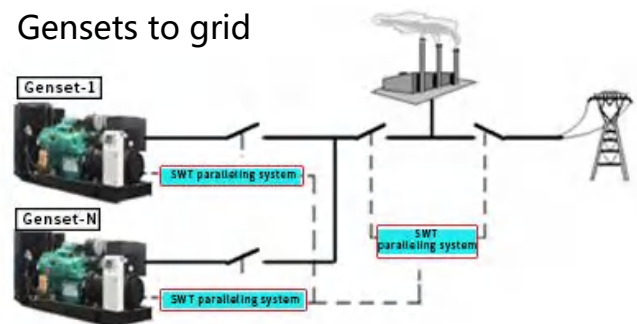 Gensets to grid
Genset-1
SWT paralleling system
Genset-N
SWT
paralleling system
SWT paralleling system